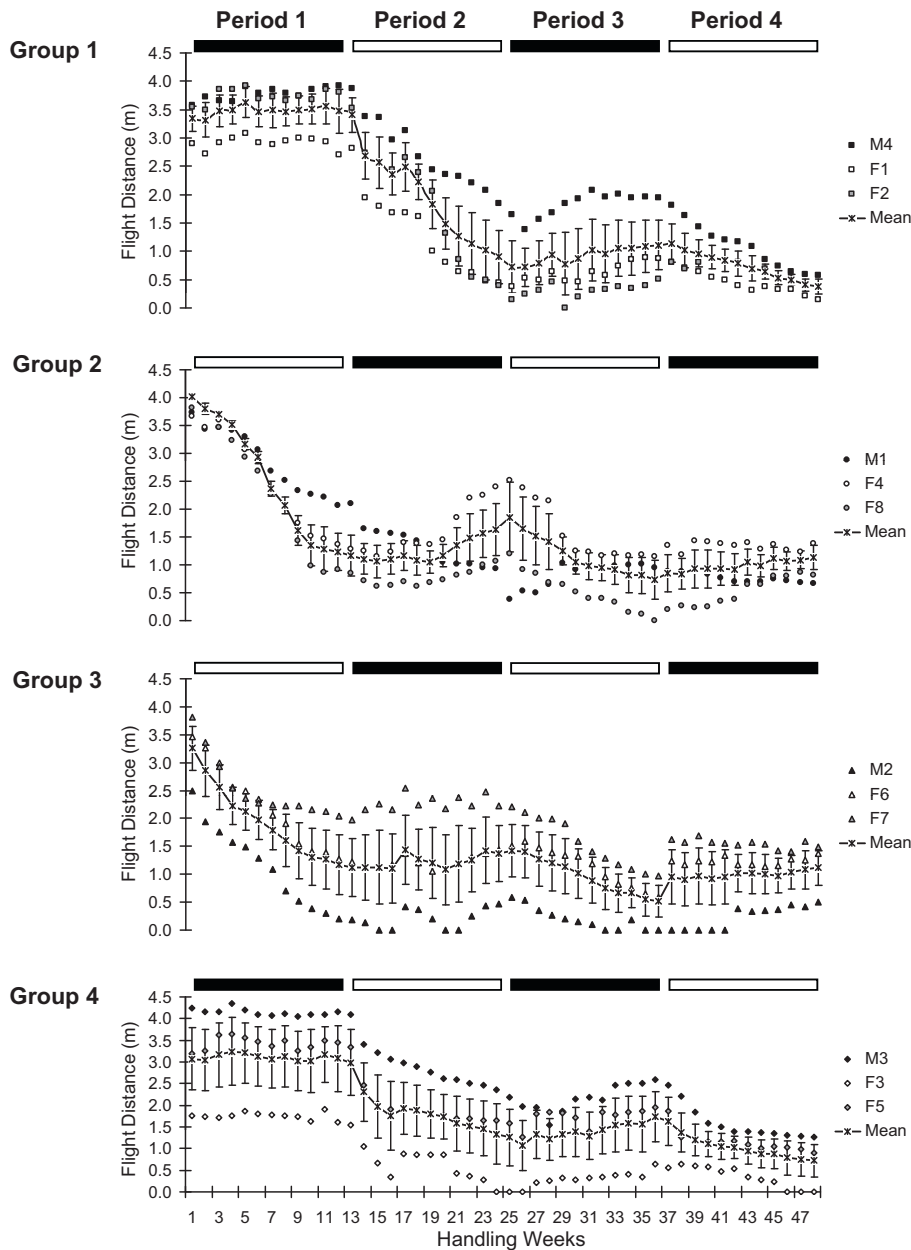 Period 1 Period 2 Period 3 Period 4
Group 1
4.5
4.0
3.5
3.0
2.5
2.0
1.5
1.0
0.5
0.0
Flight Distance (m)
M4
F1
F2
Mean
Group 2
4.5
4.0
3.5
3.0
2.5
2.0
1.5
1.0
0.5
0.0
Flight Distance (m)
M1
F4
F8
Mean
Group 3
4.5
4.0
3.5
3.0
2.5
2.0
1.5
1.0
0.5
0.0
Flight Distance (m)
M2
F6
F7
Mean
Group 4
4.5
4.0
3.5
3.0
2.5
2.0
1.5
1.0
0.5
0.0
Flight Distance (m)
M3
F3
F5
Mean
1 3 5 7 9 11 13 15 17 19 21 23 25 27 29 31 33 35 37 39 41 43 45 47
Handling Weeks